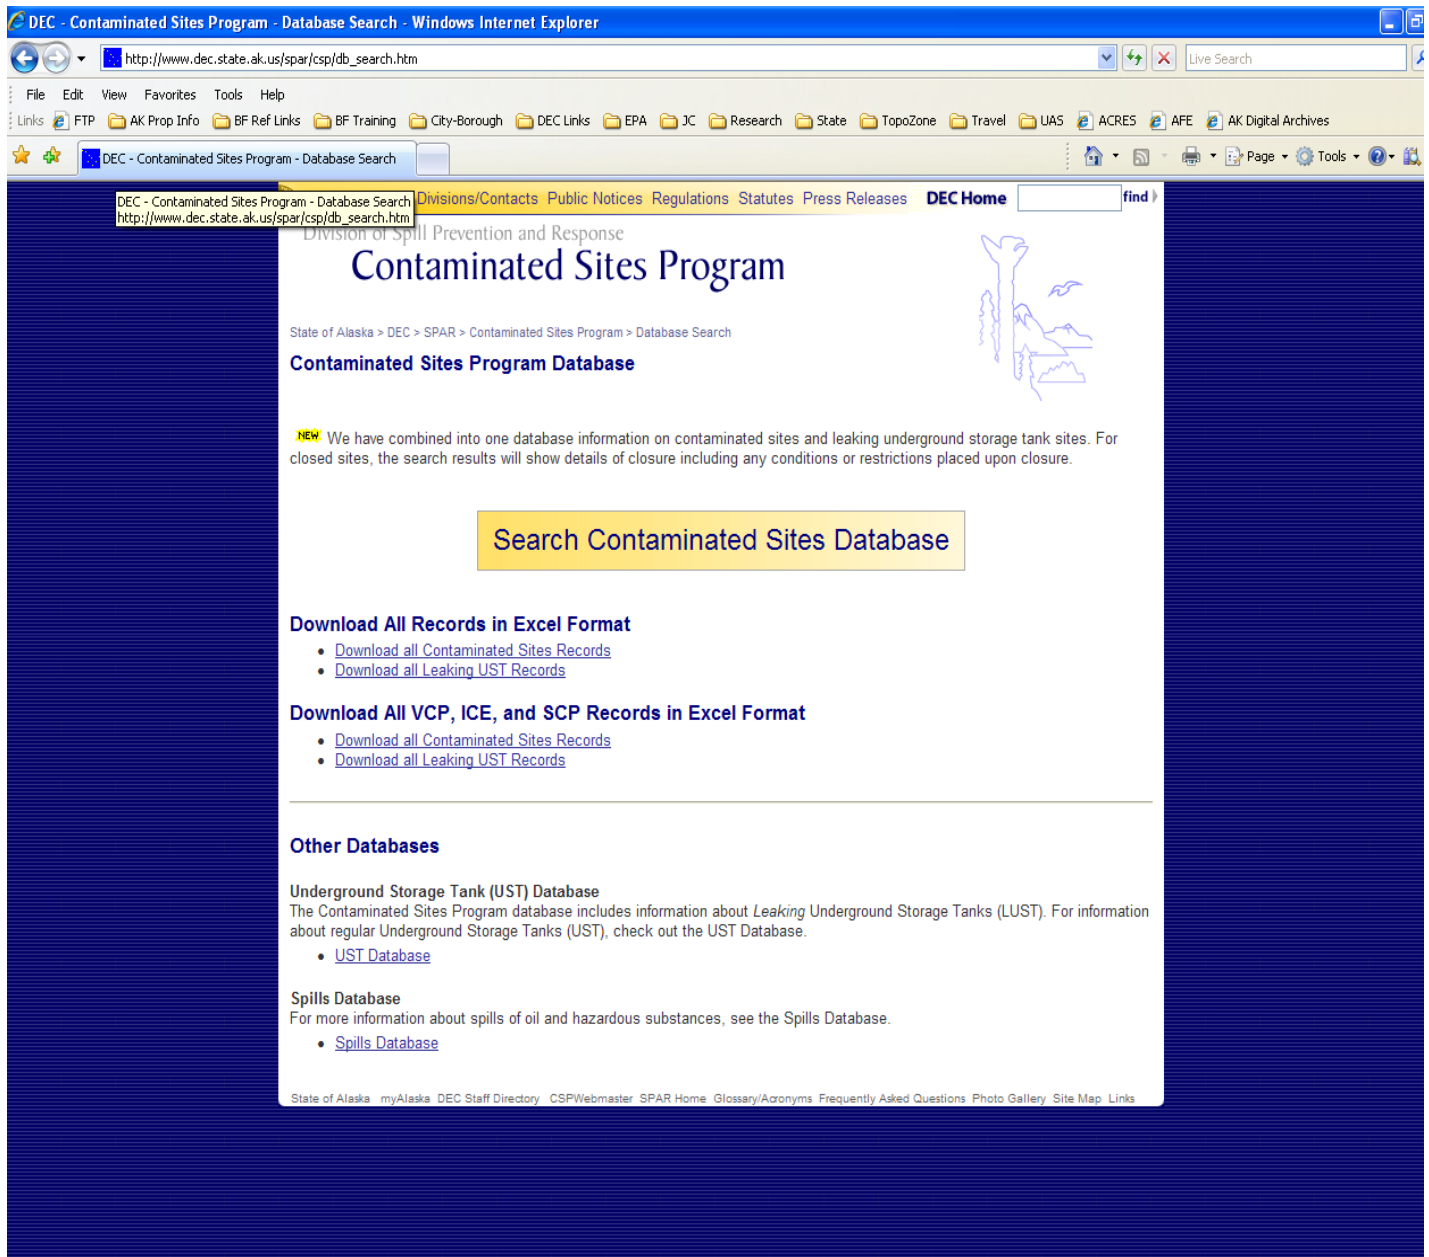 DEC - Contaminated Sites Program - Database Search - Windows Internet Explorer
http://www.dec.state.ak.us/spar/csp/db_search.htm
Live Search
File Edit View Favorites Tools Help
Links FTP AK Prop Info BF Ref Links BF Training City-Borough DEC Links EPA JC Research State TopoZone Travel UAS ACRES AFE AK Digital Archives
DEC - Contaminated Sites Program - Database Search
Page Tools
DEC - Contaminated Sites Program - Database Search
http://www.dec.state.ak.us/spar/csp/db_search.htm
Divisions/Contacts Public Notices Regulations Statutes Press Releases DEC Home find
Division of Spill Prevention and Response
Contaminated Sites Program
State of Alaska > DEC > SPAR > Contaminated Sites Program > Database Search
Contaminated Sites Program Database
NEW We have combined into one database information on contaminated sites and leaking underground storage tank sites. For
closed sites, the search results will show details of closure including any conditions or restrictions placed upon closure.
Search Contaminated Sites Database
Download All Records in Excel Format
• Download all Contaminated Sites Records
• Download all Leaking UST Records
Download All VCP, ICE, and SCP Records in Excel Format
• Download all Contaminated Sites Records
• Download all Leaking UST Records
Other Databases
Underground Storage Tank (UST) Database
The Contaminated Sites Program database includes information about Leaking Underground Storage Tanks (LUST). For information
about regular Underground Storage Tanks (UST), check out the UST Database.
• UST Database
Spills Database
For more information about spills of oil and hazardous substances, see the Spills Database.
• Spills Database
State of Alaska myAlaska DEC Staff Directory CSPWebmaster SPAR Home Glossary/Acronyms Frequently Asked Questions Photo Gallery Site Map Links